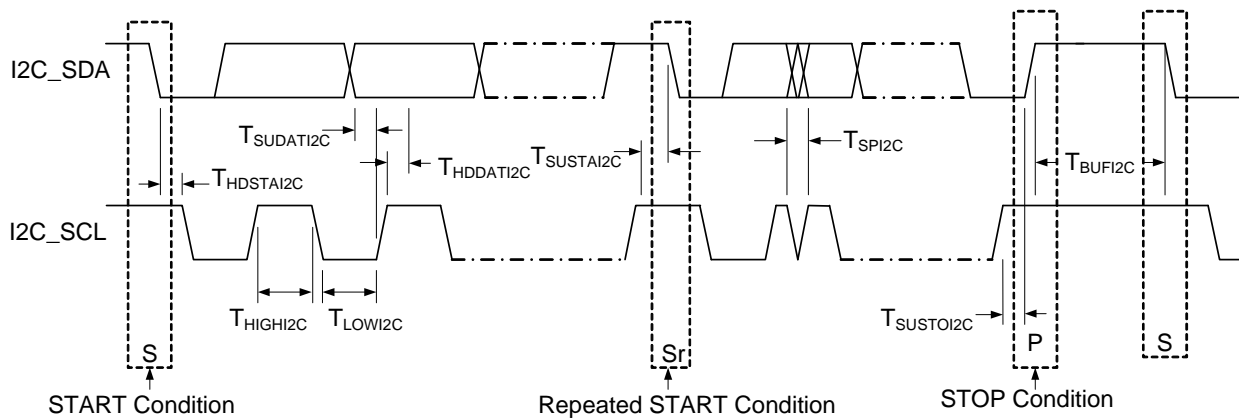 I2C_SDA
TSUDATI2C
THDDATI2C
TSUSTAI2C
TSPI2C
TBUFI2C
THDSTAI2C
I2C_SCL
THIGHI2C
TLOWI2C
TSUSTOI2C
S
Sr
P
S
START Condition
Repeated START Condition
STOP Condition